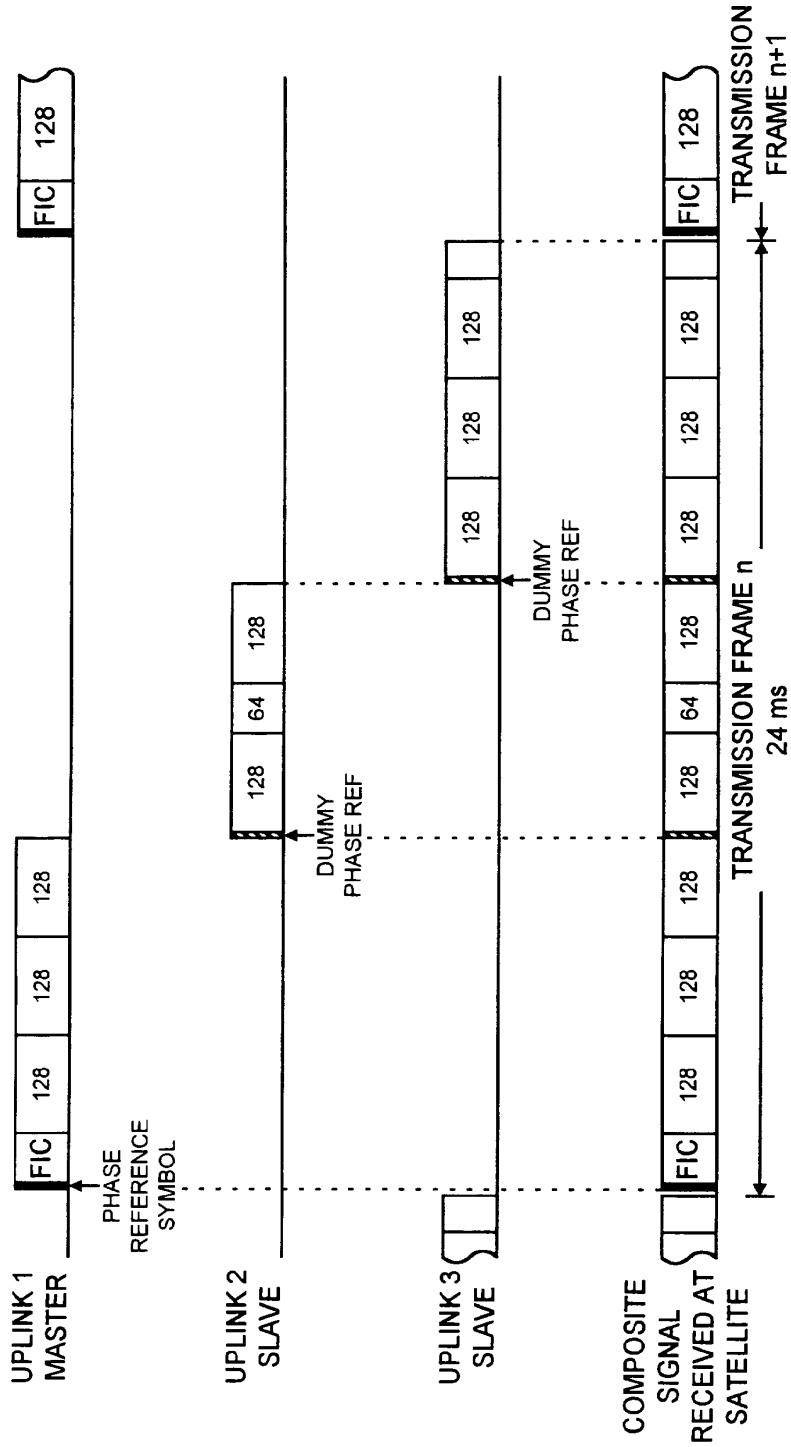 UPLINK 1
MASTER
FIC 128 128 128
FIC 128
PHASE
REFERENCE
SYMBOL
UPLINK 2
SLAVE
128 64 128
DUMMY
PHASE REF
UPLINK 3
SLAVE
128 128 128
DUMMY
PHASE REF
COMPOSITE
SIGNAL
RECEIVED AT
SATELLITE
FIC 128 128 128 128 64 128 128 128 128 FIC 128
TRANSMISSION FRAME n
24 ms
TRANSMISSION
FRAME n+1